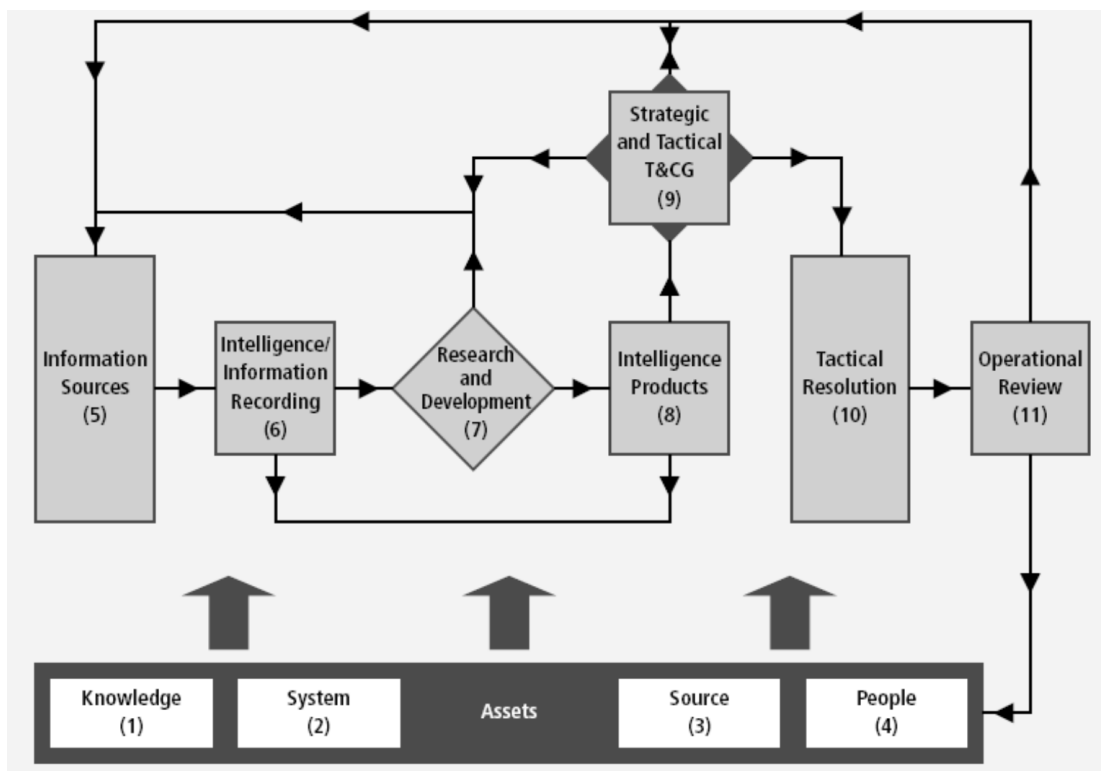 Strategic
and Tactical
T&CG
(9)
Information
Sources
(5)
Intelligence/
Information
Recording
(6)
Research
and
Development
(7)
Intelligence
Products
(8)
Tactical
Resolution
(10)
Operational
Review
(11)
Knowledge
(1)
System
(2)
Assets
Source
(3)
People
(4)